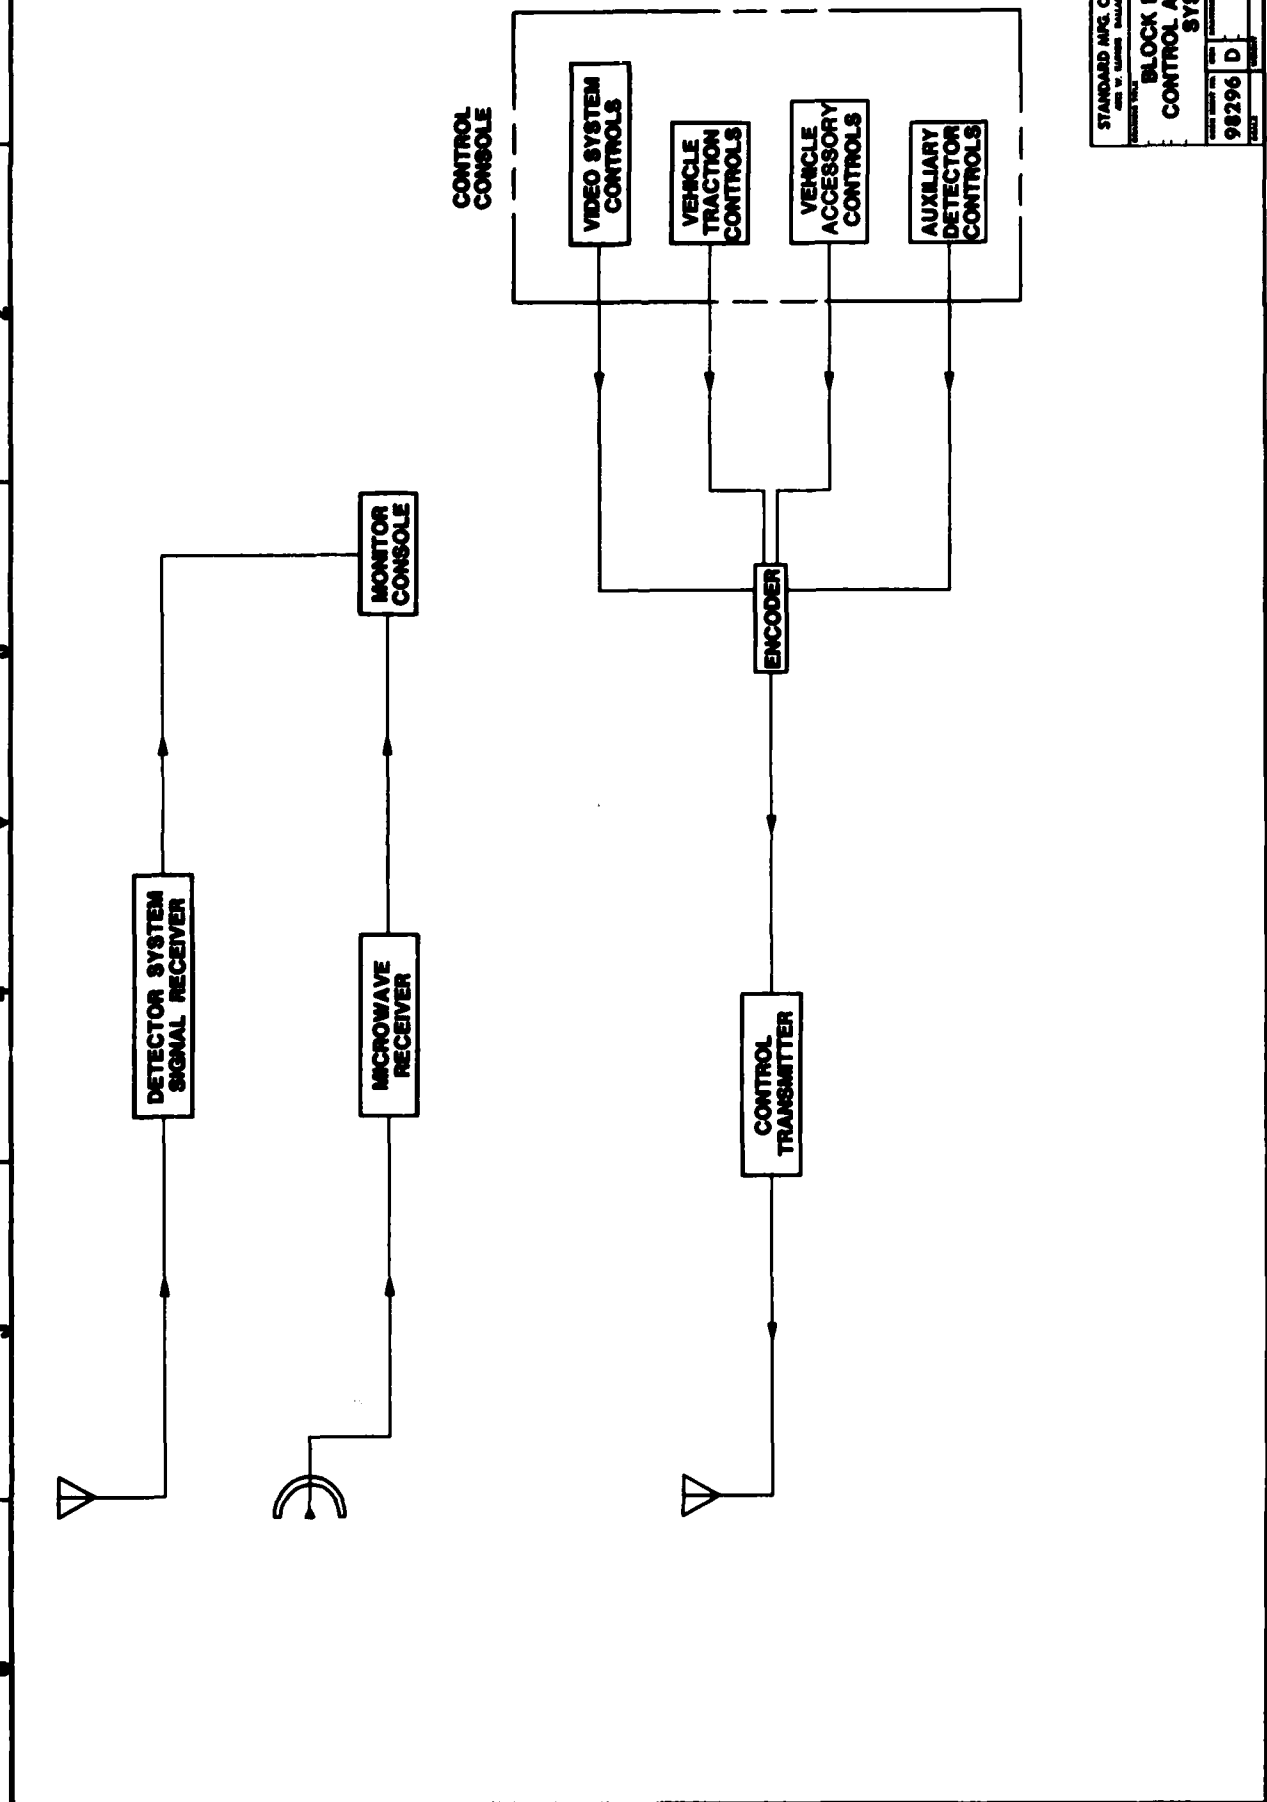 DETECTOR SYSTEM
SIGNAL RECEIVER
MICROWAVE
RECEIVER
MONITOR
CONSOLE
CONTROL
CONSOLE
VIDEO SYSTEM
CONTROLS
VEHICLE
TRACTION
CONTROLS
VEHICLE
ACCESSORY
CONTROLS
AUXILIARY
DETECTOR
CONTROLS
ENCODER
CONTROL
TRANSMITTER
STANDARD MFG. C
BLOCK
CONTROL A
SYS
98296 D